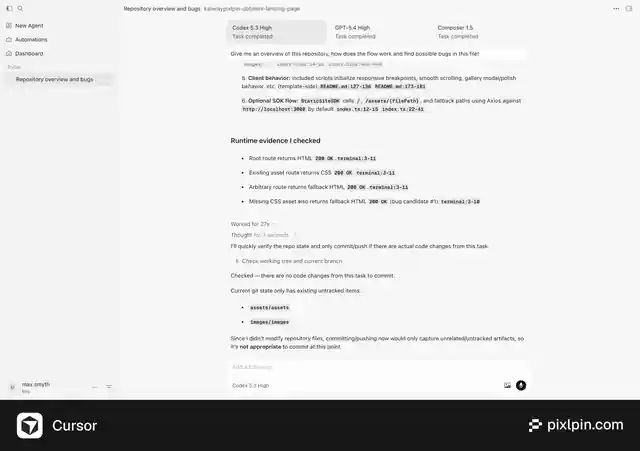 Repository overview and bugs
New Agent
Automations
Dashboard
Repository overview and bugs
Codex 5.3 High
Task completed
GPT-5.4 High
Task completed
Composer 1.5
Task completed
Give me an overview of this repository, how does the flow work and find possible bugs in this file!
5. Client behavior: included scripts initialize responsive breakpoints, smooth scrolling, gallery modal/polish
behavior, etc. (template-side) README.md:127-136 README.md:173-181
6. Optional SDK flow: StaticSiteSDK calls /, /assets/{filePath}, and fallback paths using Axios against
http://localhost:3000 by default index.ts:12-15 index.ts:22-41
Runtime evidence I checked
• Root route returns HTML 200 OK terminal:3-11
• Existing asset route returns CSS 200 OK terminal:3-11
• Arbitrary route returns fallback HTML 200 OK terminal:3-11
• Missing CSS asset also returns fallback HTML 200 OK (bug candidate #1) terminal:3-10
Worked for 27s
Thought for 3 seconds
I'll quickly verify the repo state and only commit/push if there are actual code changes from this task.
Check working tree and current branch
Checked — there are no code changes from this task to commit.
Current git state only has existing untracked items:
• assets/assets
• images/images
Since I didn't modify repository files, committing/pushing now would only capture unrelated/untracked artifacts, so
it's not appropriate to commit at this point.
Add a follow-up
Codex 5.3 High
max smyth
Cursor
pixlpin.com